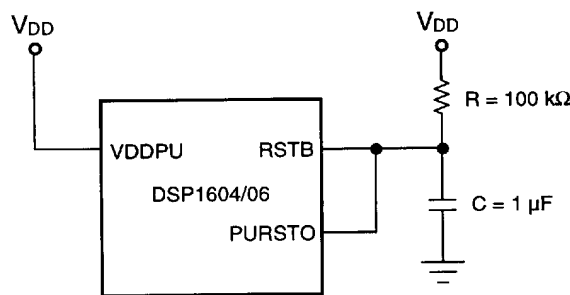 VDD
VDD
R = 100 kΩ
VDDPU
RSTB
DSP1604/06
PURSTO
C = 1 µF